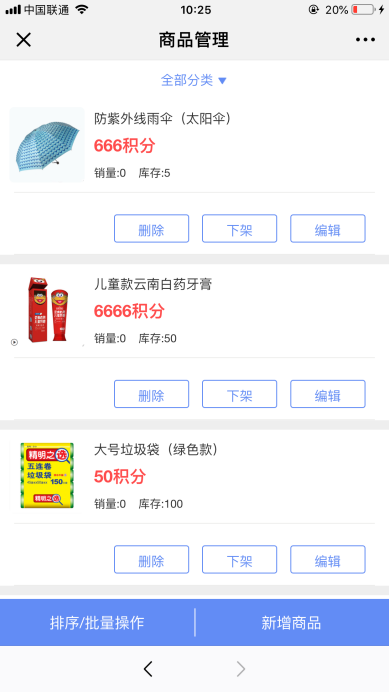 中国联通
10:25
20%
商品管理
全部分类
防紫外线雨伞（太阳伞）
666积分
销量:0 库存:5
删除 下架 编辑
儿童款云南白药牙膏
6666积分
销量:0 库存:50
删除 下架 编辑
大号垃圾袋（绿色款）
50积分
精明之选
五连卷
垃圾袋
150
精明之选
销量:0 库存:100
删除 下架 编辑
排序/批量操作 新增商品